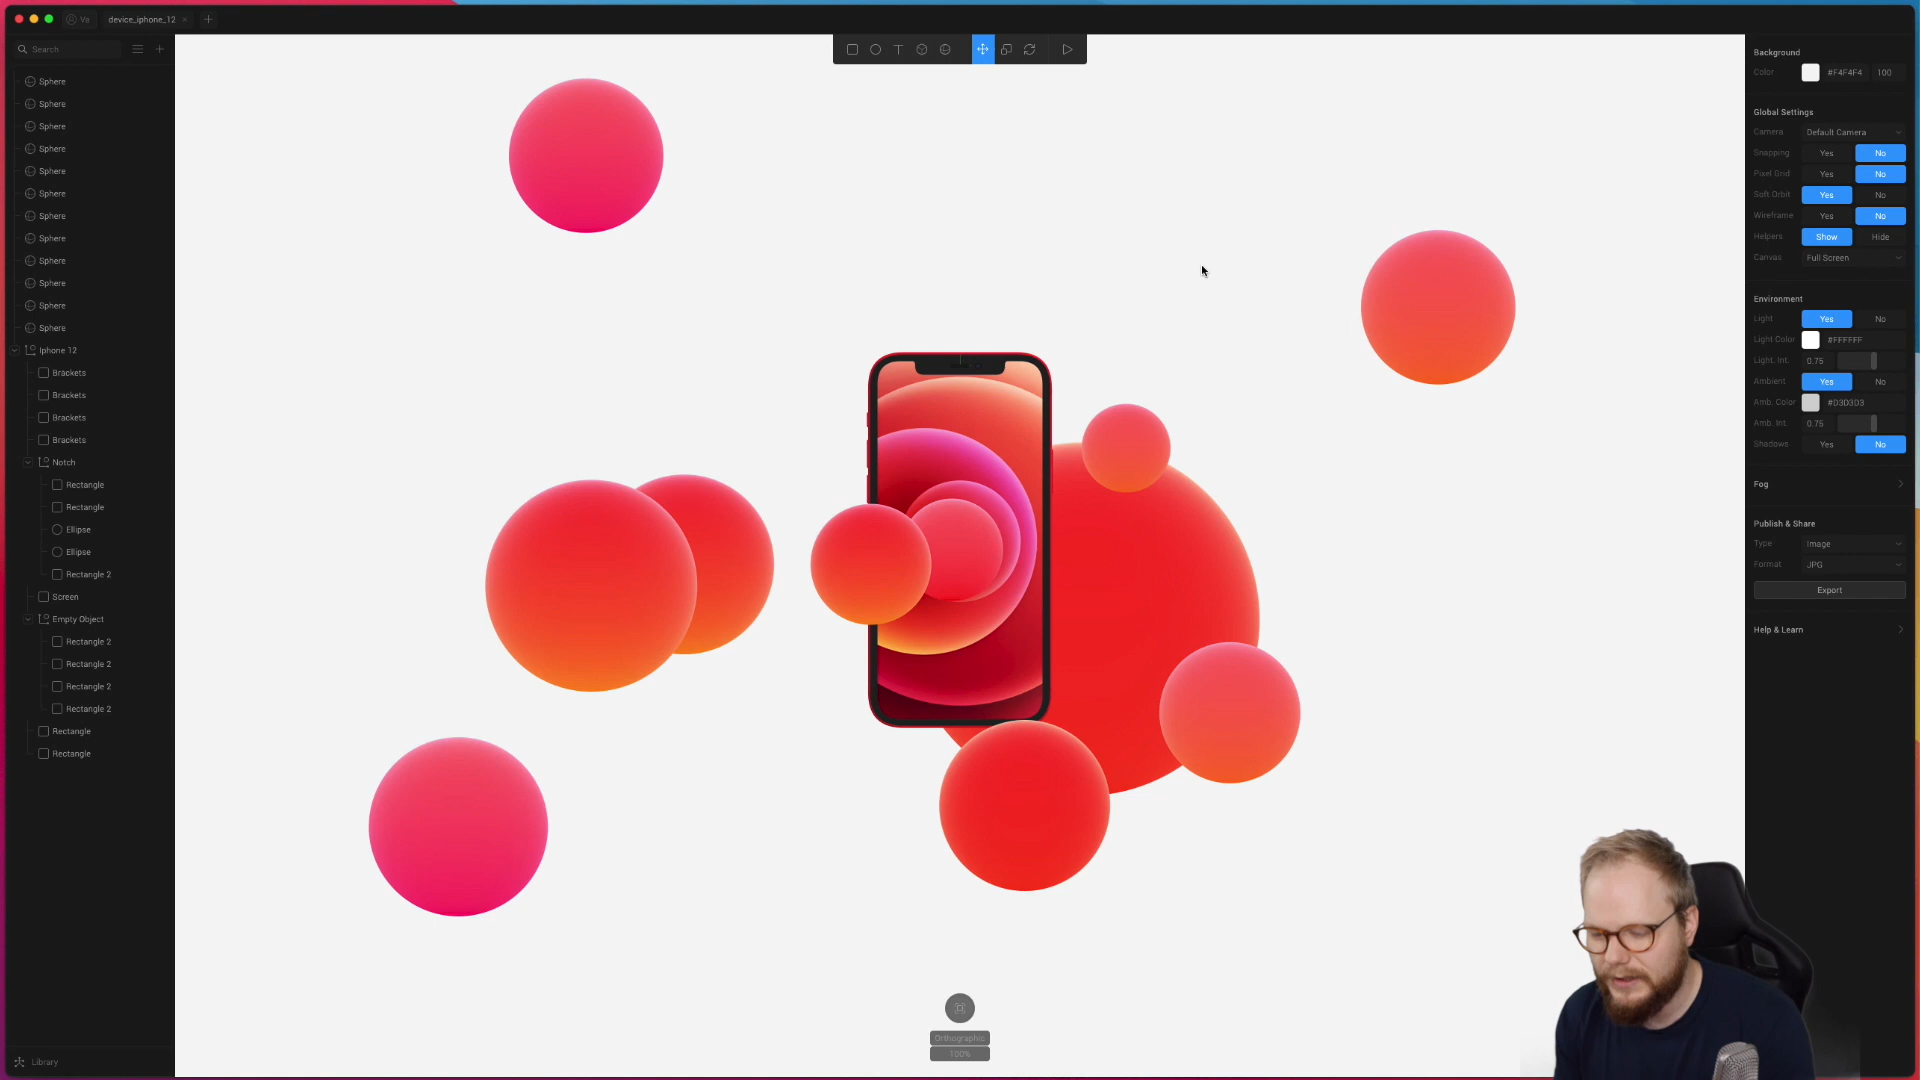 Va
device_iphone_12
Search
Sphere
Sphere
Sphere
Sphere
Sphere
Sphere
Sphere
Sphere
Sphere
Sphere
Sphere
Sphere
Iphone 12
Brackets
Brackets
Brackets
Brackets
Notch
Rectangle
Rectangle
Ellipse
Ellipse
Rectangle 2
Screen
Empty Object
Rectangle 2
Rectangle 2
Rectangle 2
Rectangle 2
Rectangle
Rectangle
Library
Orthographic
100%
Background
Color #F4F4F4 100
Global Settings
Camera Default Camera
Snapping Yes No
Pixel Grid Yes No
Soft Orbit Yes No
Wireframe Yes No
Helpers Show Hide
Canvas Full Screen
Environment
Light Yes No
Light Color #FFFFFF
Light. Int. 0.75
Ambient Yes No
Amb. Color #D3D3D3
Amb. Int. 0.75
Shadows Yes No
Fog
Publish & Share
Type Image
Format JPG
Export
Help & Learn